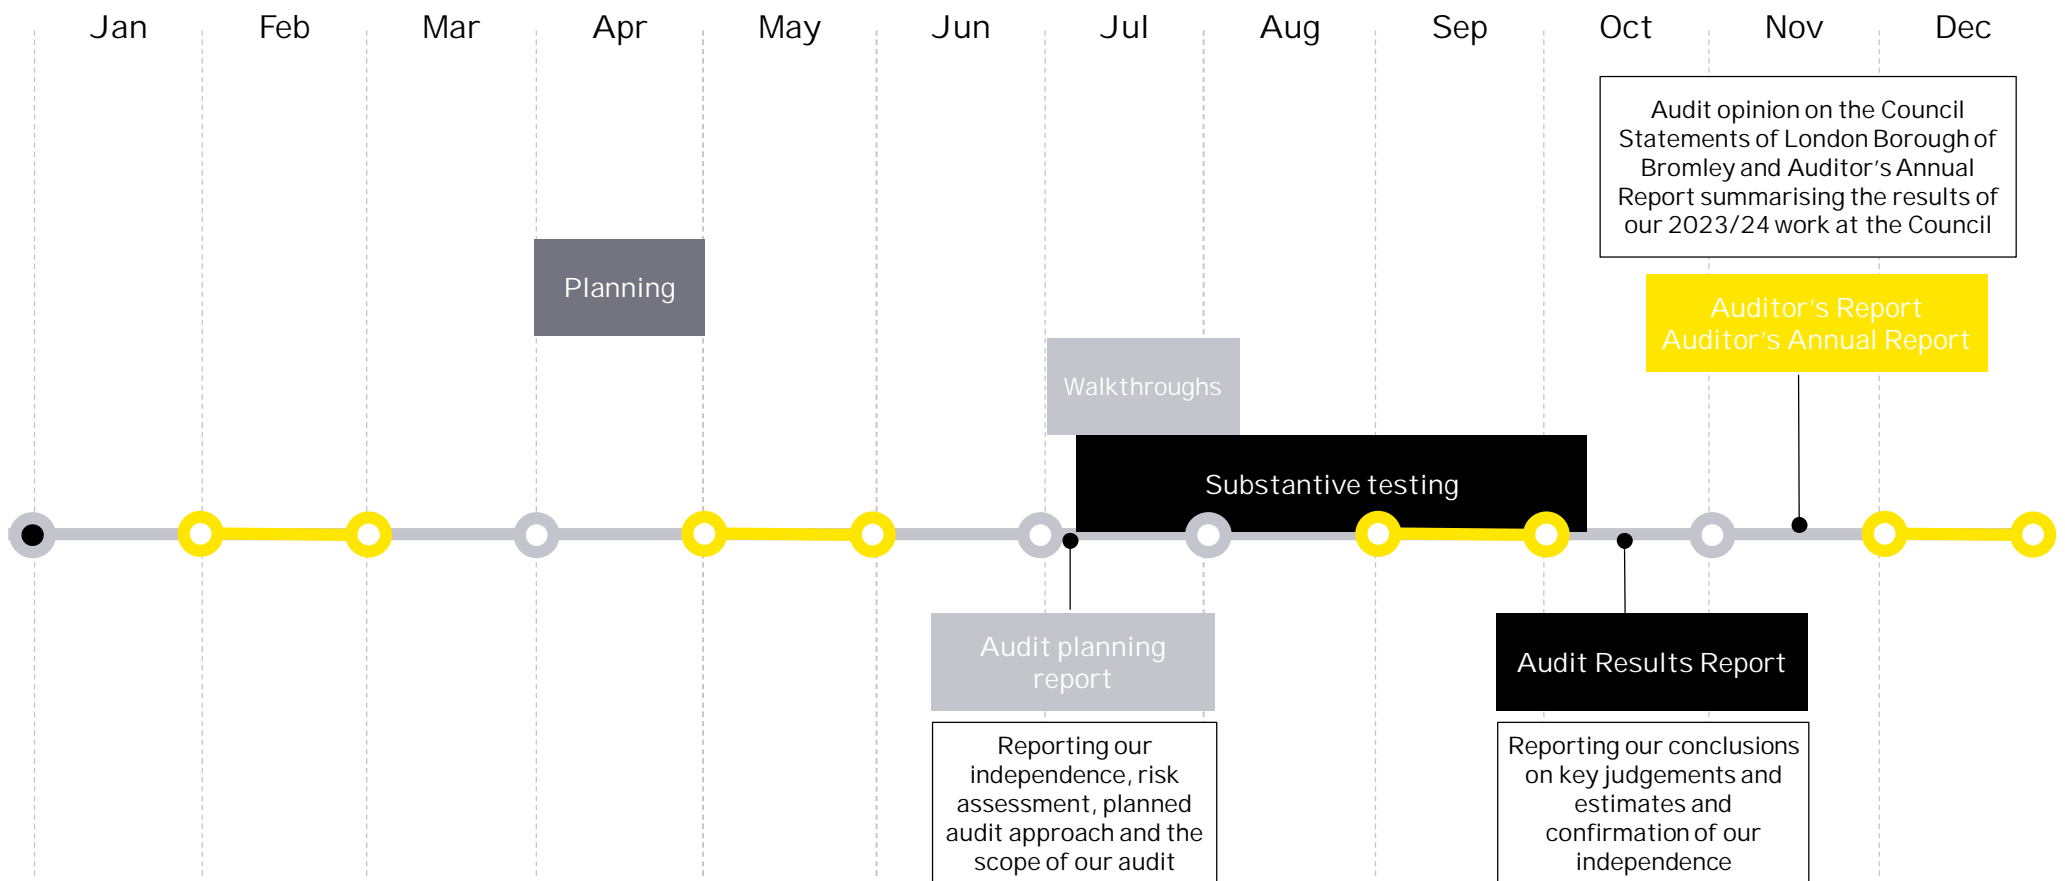 Jan Feb Mar Apr May Jun Jul Aug Sep Oct Nov Dec
Audit opinion on the Council
Statements of London Borough of
Bromley and Auditor’s Annual
Report summarising the results of
our 2023/24 work at the Council
Planning
Auditor’s Report
Auditor’s Annual Report
Walkthroughs
Substantive testing
Audit planning
report
Audit Results Report
Reporting our
independence, risk
assessment, planned
audit approach and the
scope of our audit
Reporting our conclusions
on key judgements and
estimates and
confirmation of our
independence